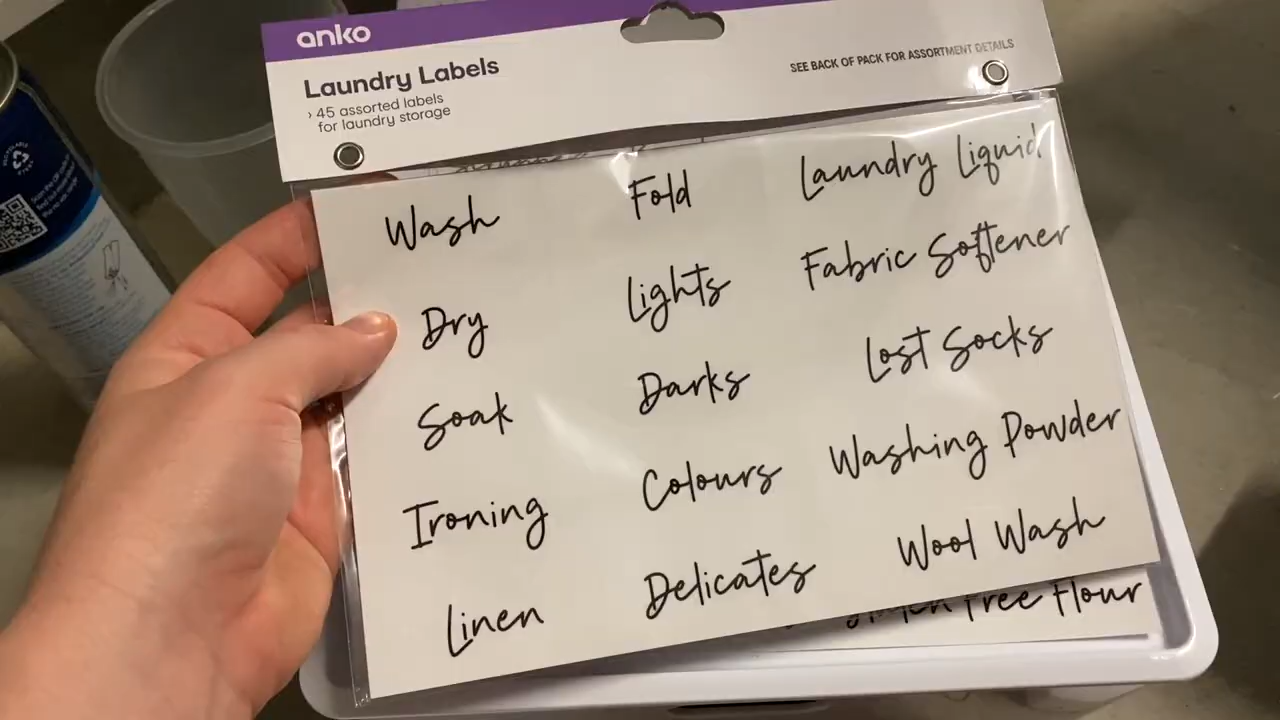 anko
Laundry Labels
› 45 assorted labels
for laundry storage
SEE BACK OF PACK FOR ASSORTMENT DETAILS
Wash
Dry
Soak
Ironing
Linen
Fold
Lights
Darks
Colours
Delicates
Laundry Liquid
Fabric Softener
Lost Socks
Washing Powder
Wool Wash
Free Flour
RECYCLABLE